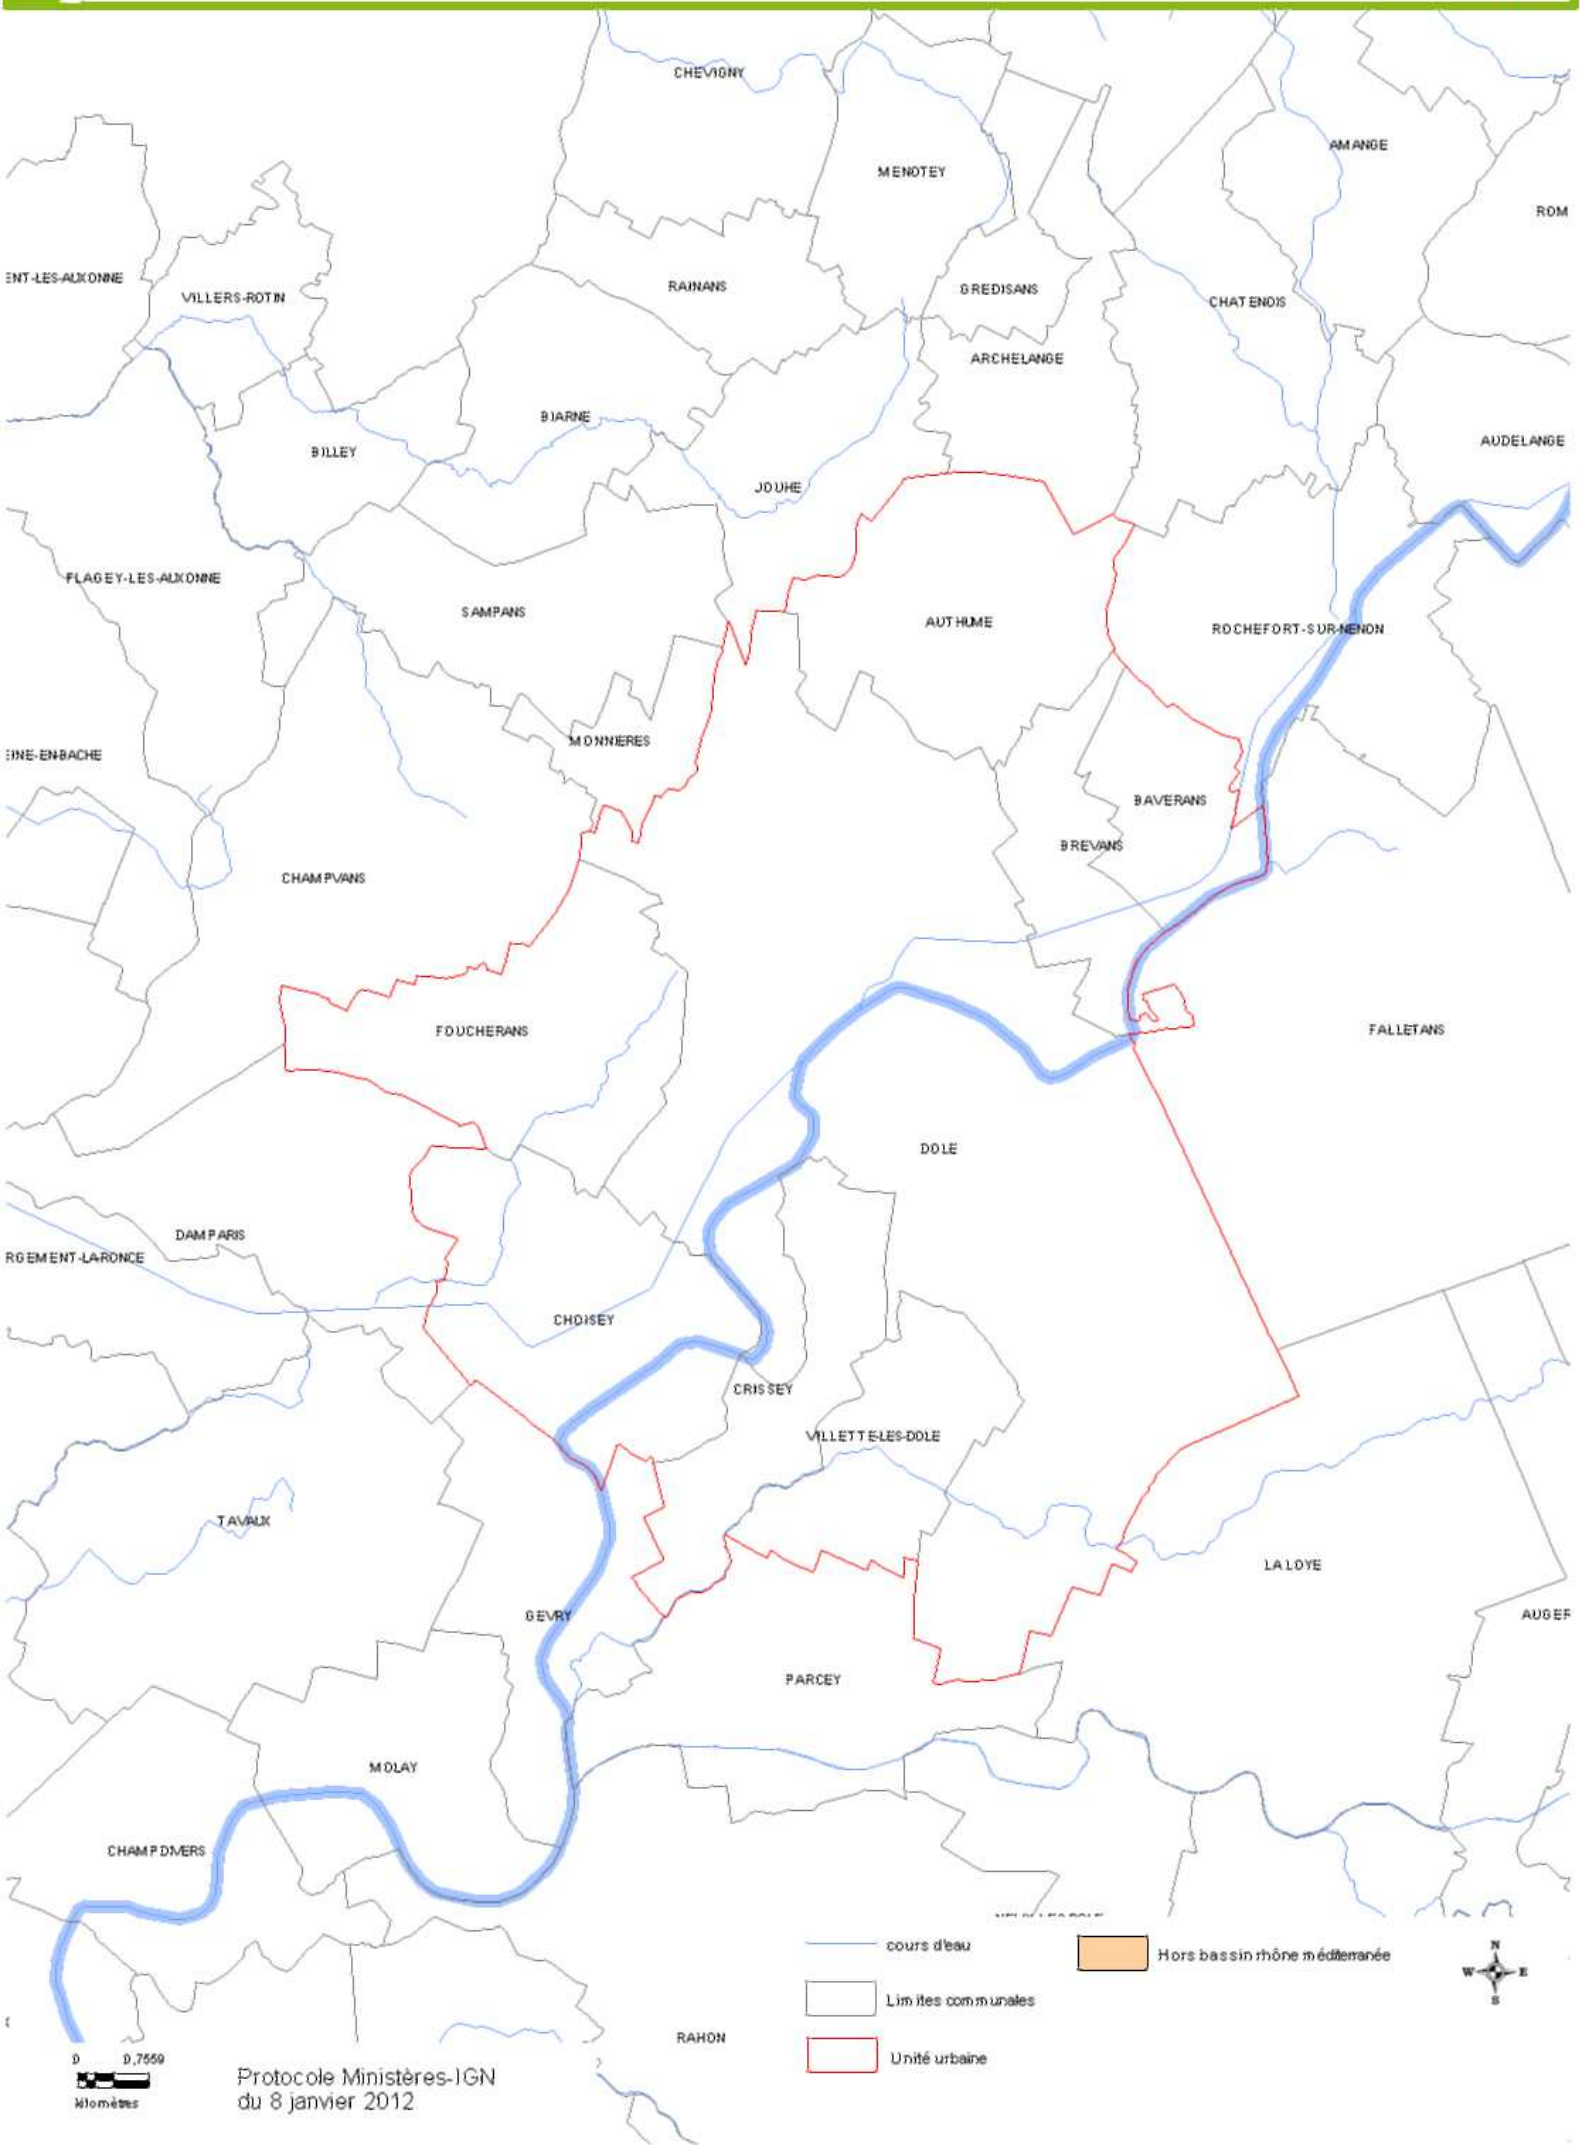 CHEVIGNY
AMANGE
MENOTEY
ROM
ENT-LES-AUXONNE
RAINANS
GREDISANS
VILLERS-ROTIN
CHATENOIS
ARCHELANGE
BIARNE
AUDELANGE
BILLEY
JOUHE
FLAGEY-LES-AUXONNE
SAMPANS
AUTHUME
ROCHEFORT-SUR-NENON
MONNIERES
EINE-EN-BACHE
BAVERANS
BREVANS
CHAMPVANS
FOUCHERANS
FALLETANS
DOLE
DAMPARIS
RGEMENT-LA-RONCE
CHOISEY
CRISSEY
VILLETTE-LES-DOLE
TAVAUX
LA LOYE
GEVRY
AUGER
PARCEY
MOLAY
CHAMPDIVERS
cours d'eau
Hors bassin rhône méditerranée
N
W E
S
Limites communales
RAHON
Unité urbaine
0 0,7559
kilomètres
Protocole Ministères-IGN
du 8 janvier 2012